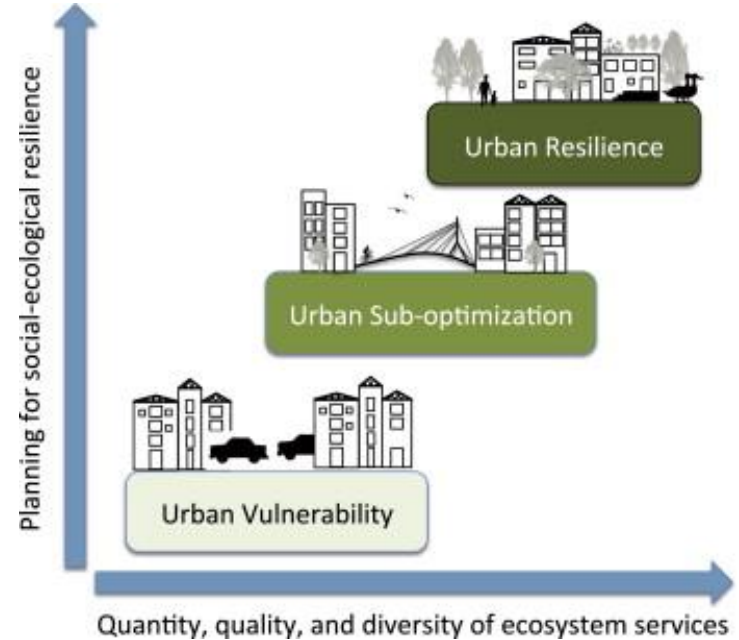 Planning for social-ecological resilience
Urban Resilience
Urban Sub-optimization
Urban Vulnerability
Quantity, quality, and diversity of ecosystem services